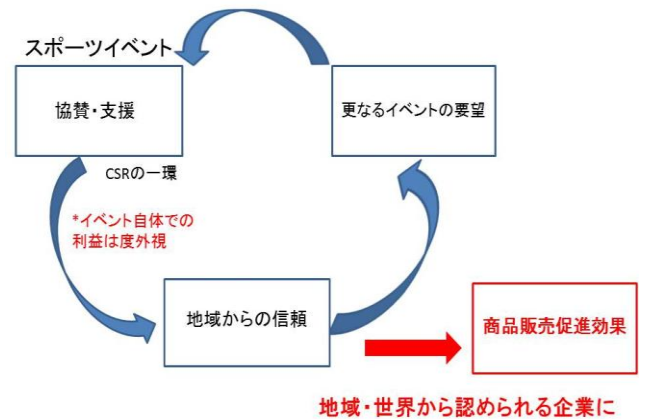 スポーツイベント
協賛・支援
更なるイベントの要望
CSRの一環
*イベント自体での
利益は度外視
地域からの信頼
商品販売促進効果
地域・世界から認められる企業に